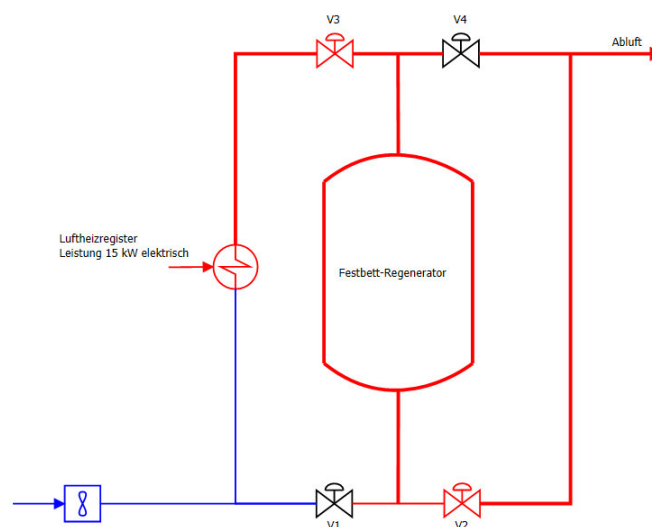 V3
V4
Abluft
Luftheizregister
Leistung 15 kW elektrisch
Festbett-Regenerator
V1
V2